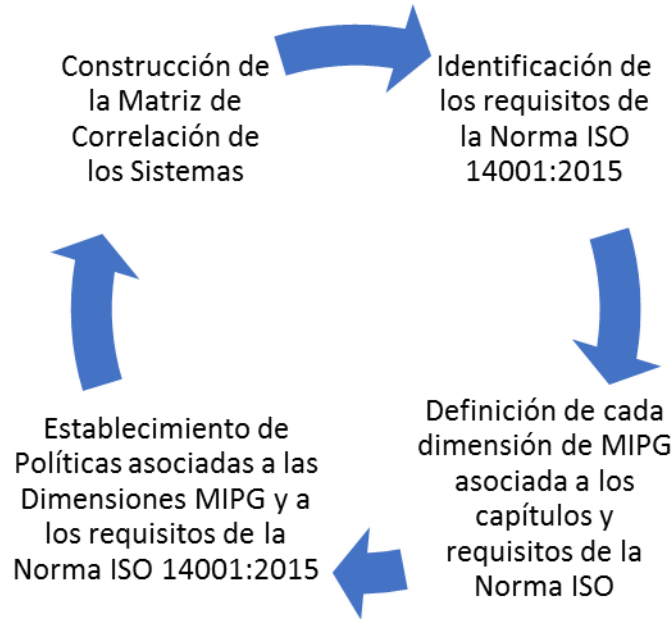 Construcción de
la Matriz de
Correlación de
los Sistemas
Identificación de
los requisitos de
la Norma ISO
14001:2015
Definición de cada
dimensión de MIPG
asociada a los
capítulos y
requisitos de la
Norma ISO
Establecimiento de
Políticas asociadas a las
Dimensiones MIPG y a
los requisitos de la
Norma ISO 14001:2015